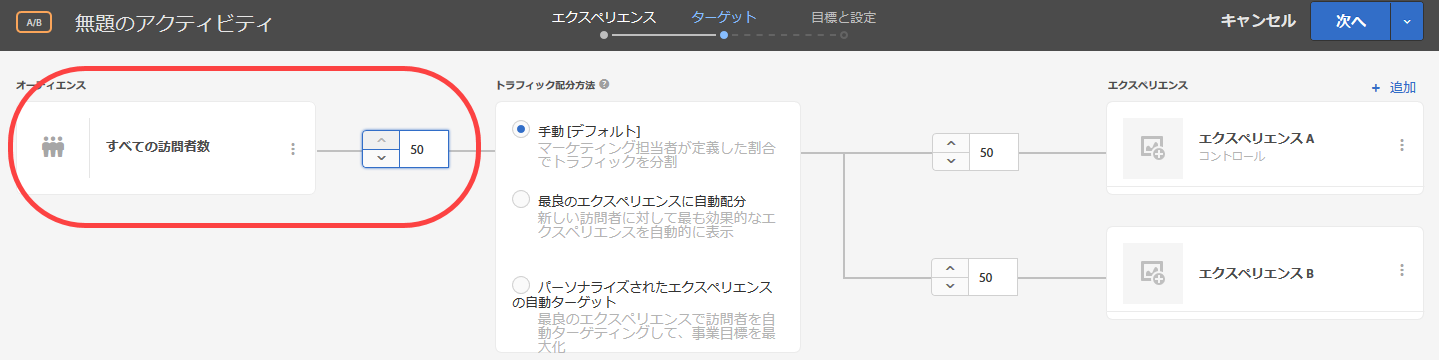 A/B
無題のアクティビティ
エクスペリエンス
ターゲット
目標と設定
キャンセル
次へ
オーディエンス
すべての訪問者数
50
トラフィック配分方法
手動 [デフォルト]
マーケティング担当者が定義した割合
でトラフィックを分割
最良のエクスペリエンスに自動配分
新しい訪問者に対して最も効果的なエ
クスペリエンスを自動的に表示
パーソナライズされたエクスペリエンス
の自動ターゲット
最良のエクスペリエンスで訪問者を自
動ターゲティングして、事業目標を最
大化
エクスペリエンス
+ 追加
50
エクスペリエンス A
コントロール
50
エクスペリエンス B